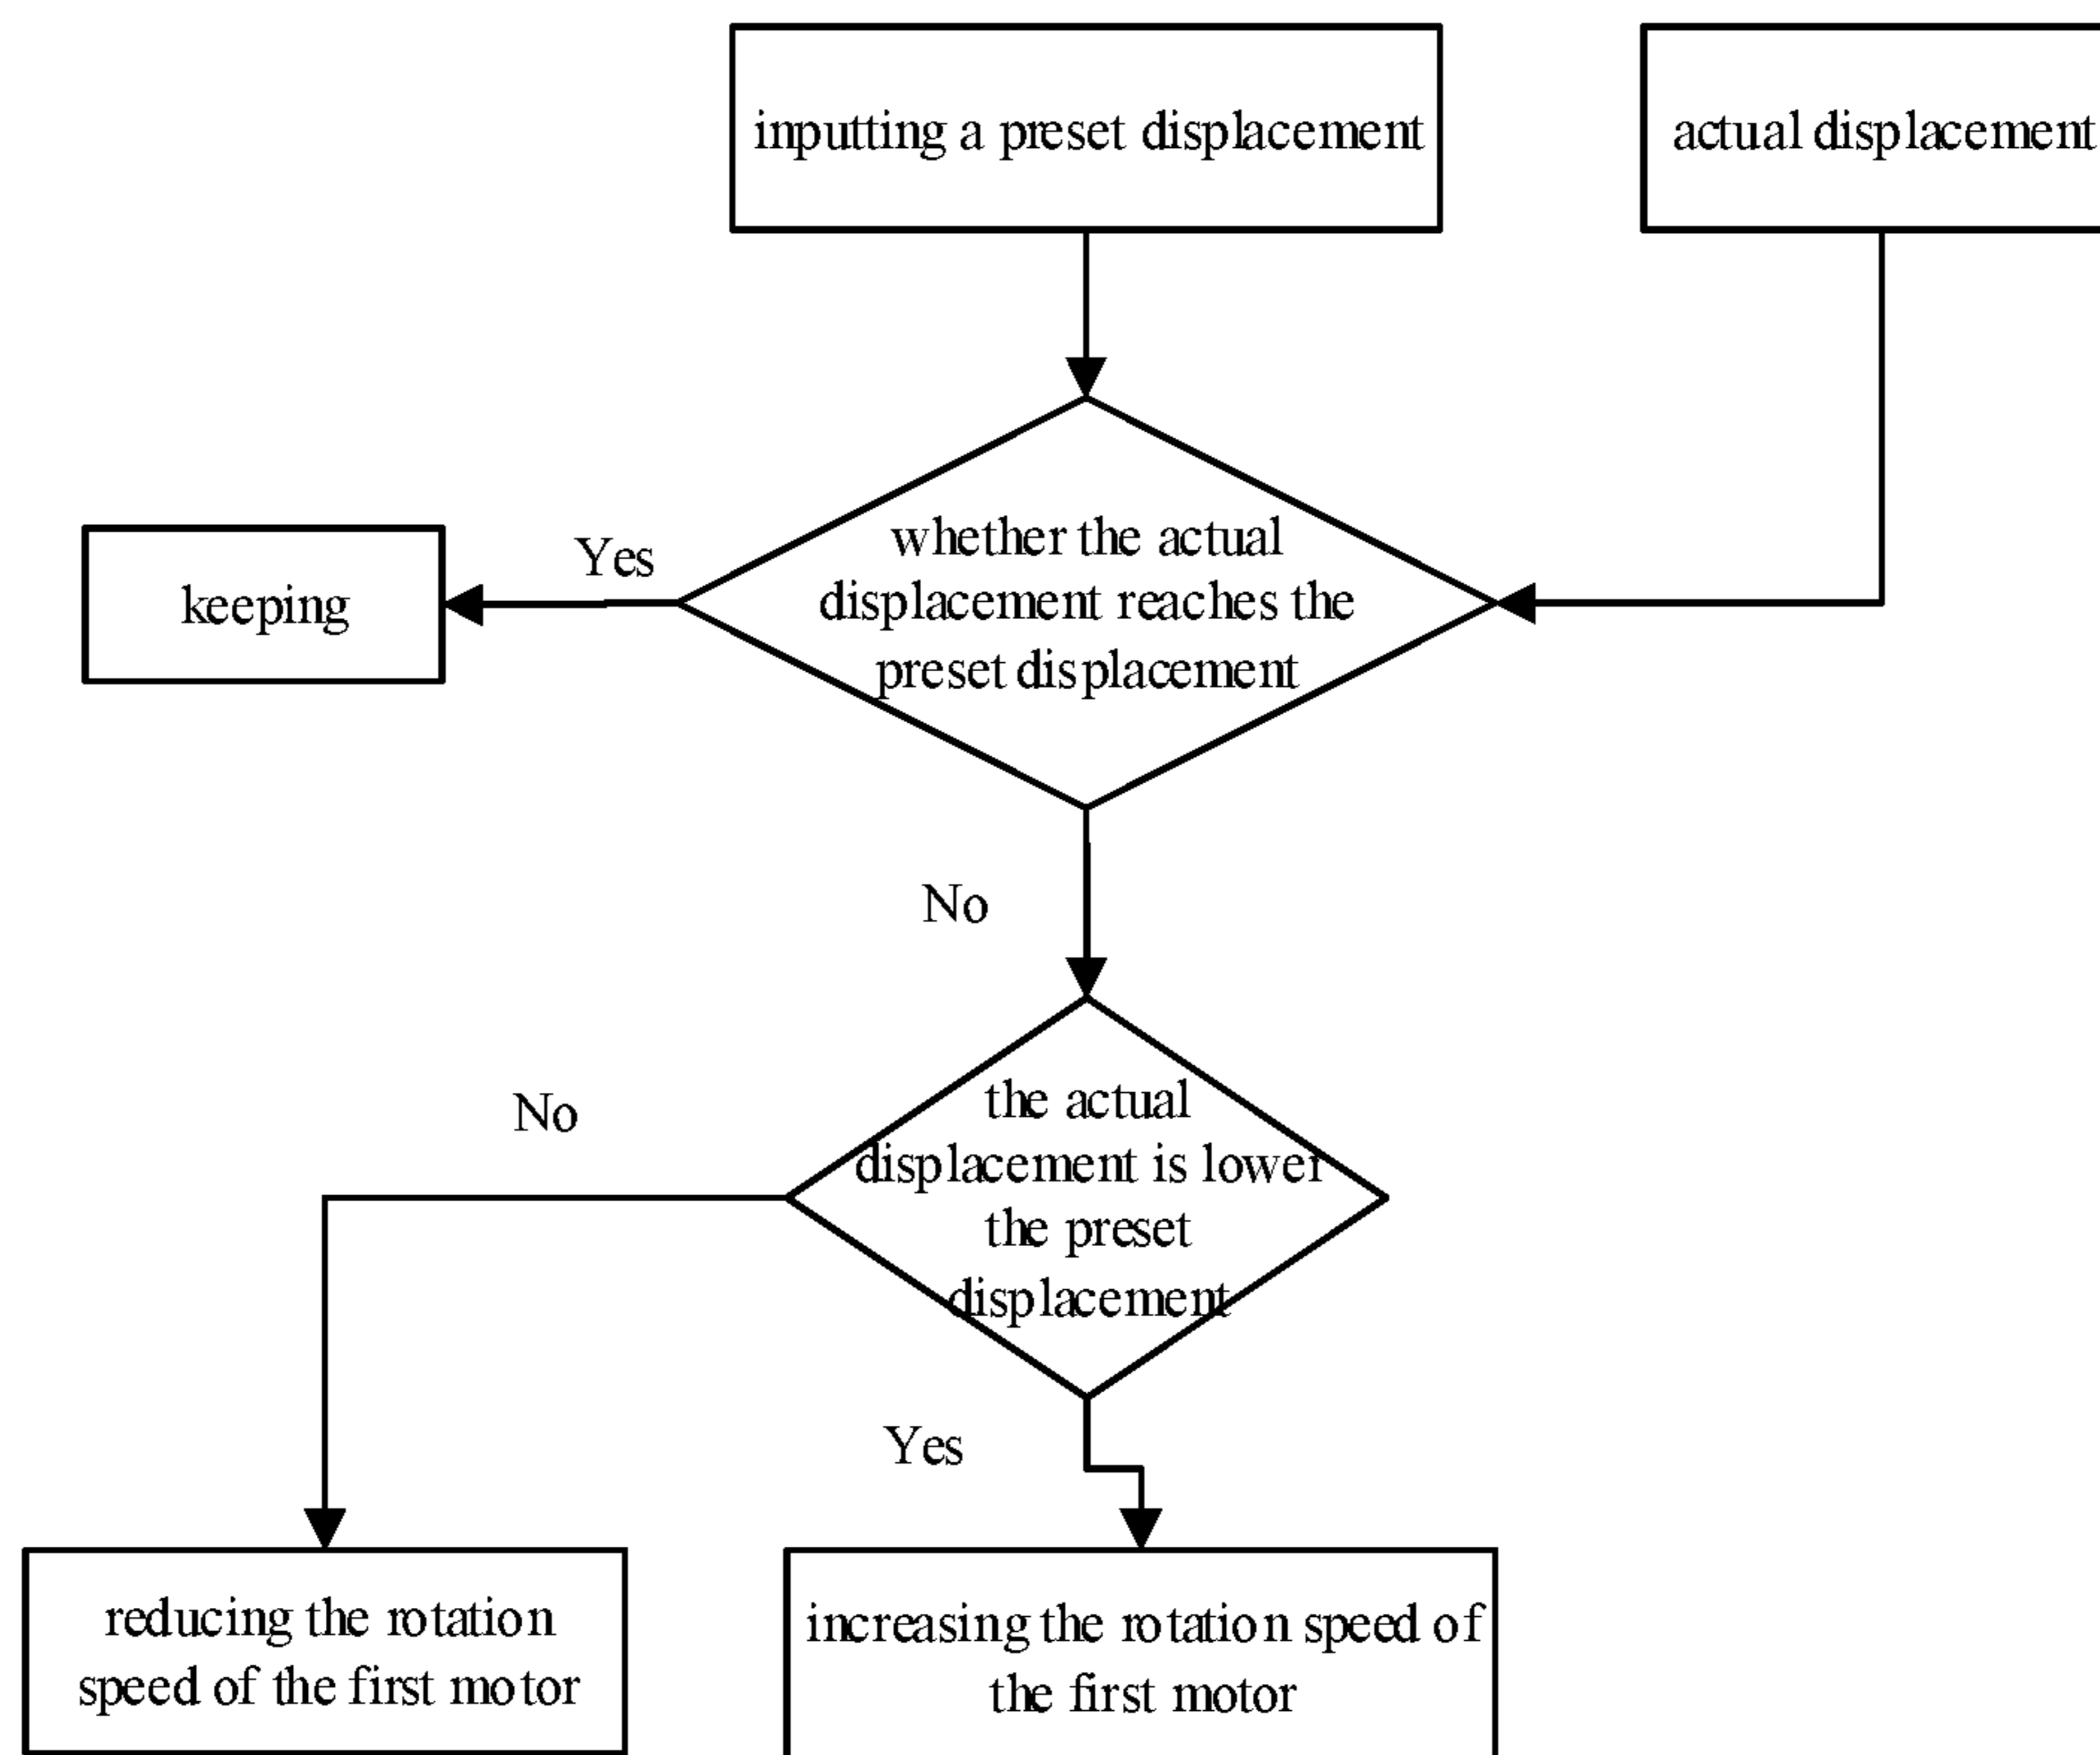 inputting a preset displacement
actual displacement
whether the actual
displacement reaches the
preset displacement
Yes
keeping
No
the actual
displacement is lower
the preset
displacement
No
Yes
reducing the rotation
speed of the first motor
increasing the rotation speed of
the first motor